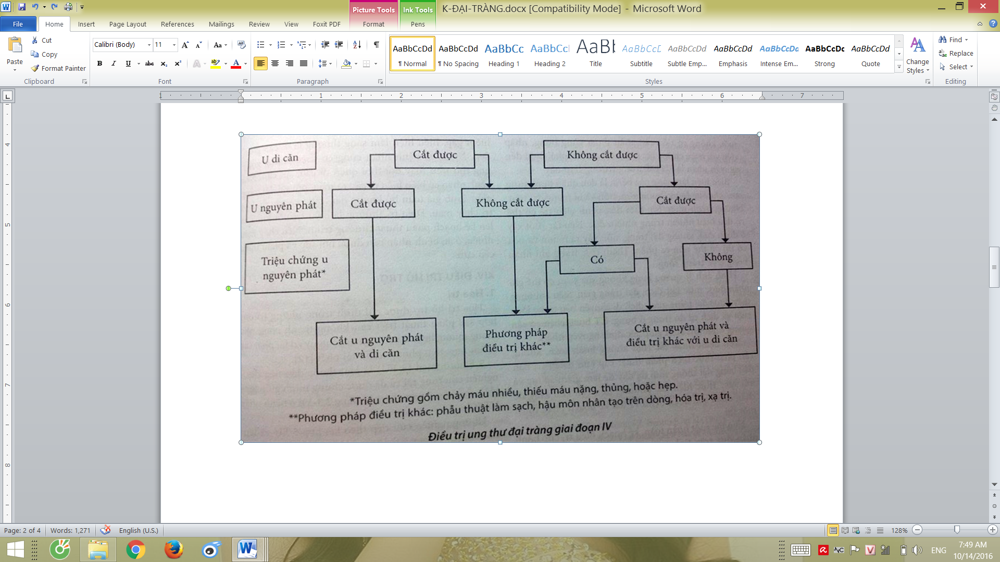 K-ĐẠI-TRÀNG.docx [Compatibility Mode] - Microsoft Word
Picture Tools
Ink Tools
File
Home
Insert
Page Layout
References
Mailings
Review
View
Foxit PDF
Format
Pens
Paste
Cut
Copy
Format Painter
Clipboard
Calibri (Body)
11
Font
Paragraph
AaBbCcDd
¶ Normal
AaBbCcDd
¶ No Spacing
AaBbCc
Heading 1
Heading 2
Title
Subtitle
AaBbCcDd
Subtle Emp...
AaBbCcDd
Emphasis
AaBbCcDd
Intense Em...
Strong
AaBbCcDd
Quote
Change
Styles
Styles
Find
Replace
Select
Editing
1 1 2 3 4 5 6 7
4
5
6
7
8
U di căn
Cắt được
Không cắt được
U nguyên phát
Cắt được
Không cắt được
Cắt được
Triệu chứng u
nguyên phát*
Có
Không
Cắt u nguyên phát
và di căn
Phương pháp
điều trị khác**
Cắt u nguyên phát và
điều trị khác với u di căn
*Triệu chứng gồm chảy máu nhiều, thiếu máu nặng, thủng, hoặc hẹp.
**Phương pháp điều trị khác: phẫu thuật làm sạch, hậu môn nhân tạo trên dòng, hóa trị, xạ trị.
Điều trị ung thư đại tràng giai đoạn IV
Page: 2 of 4
Words: 1,271
English (U.S.)
128%
ENG
7:49 AM
10/14/2016